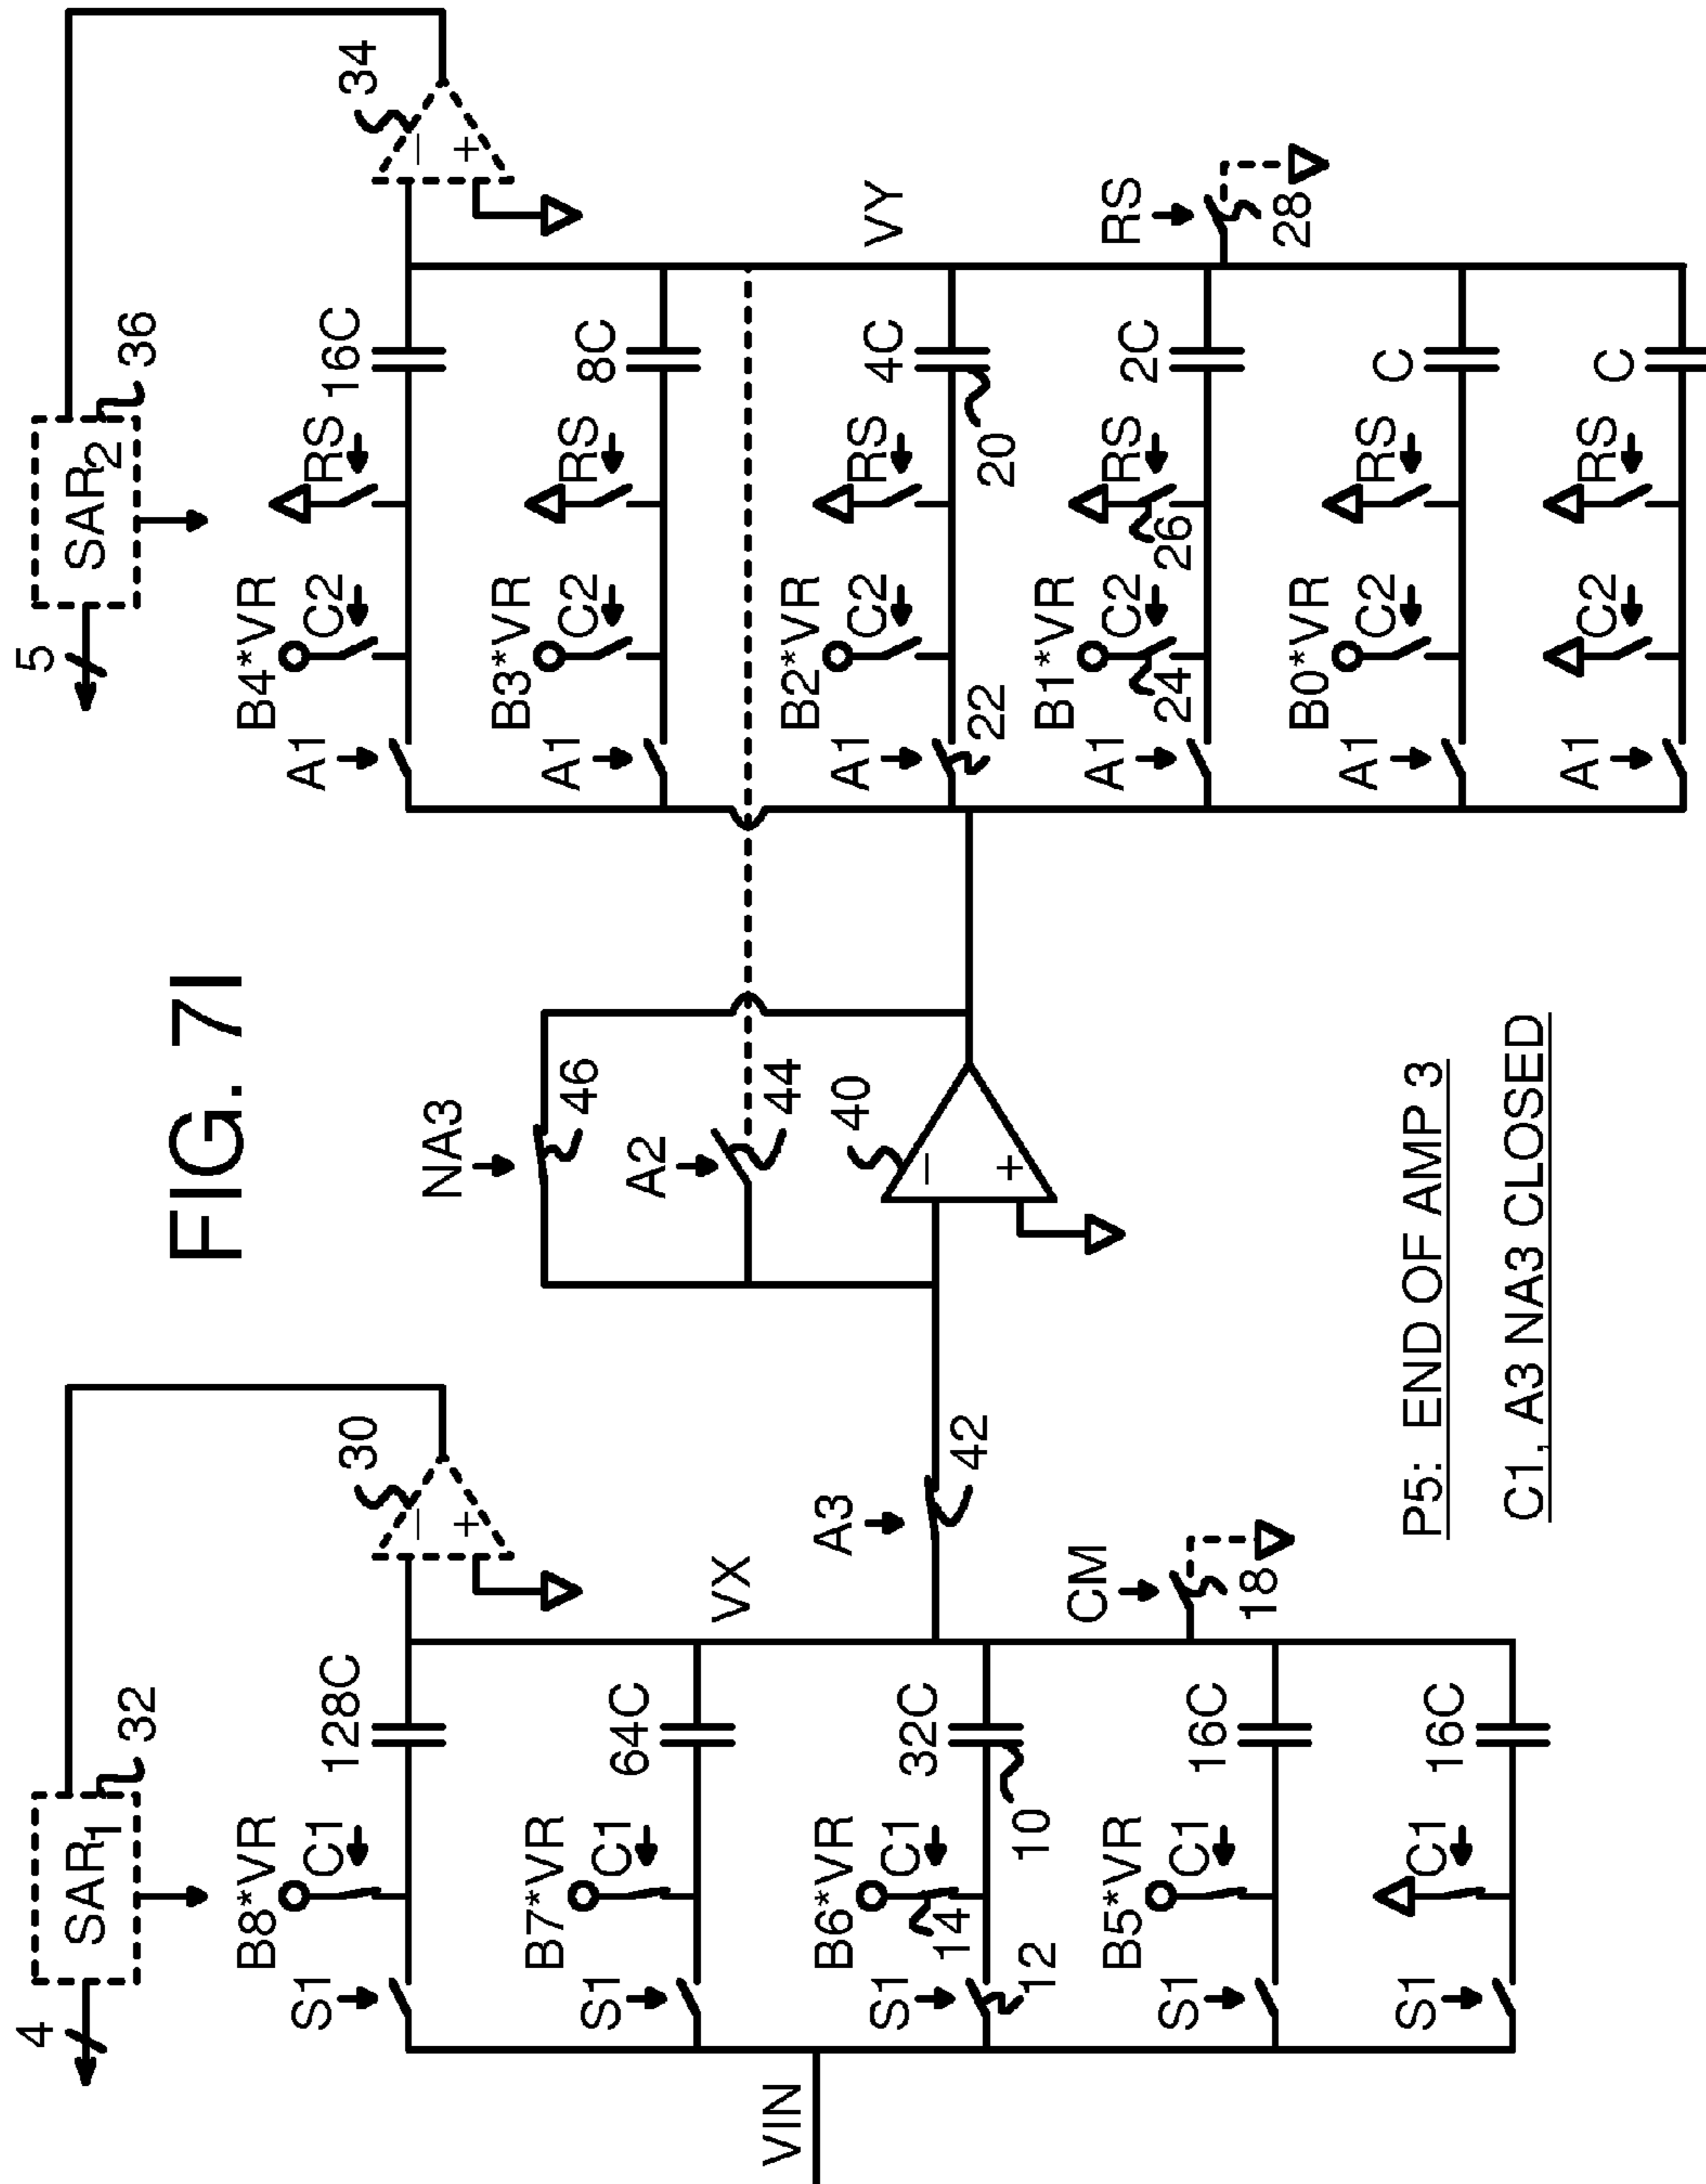 FIG. 7I
4
SAR1
32
30
−
+
B8*VR
C1
S1
128C
B7*VR
C1
S1
64C
VX
B6*VR
C1
S1
14
12
32C
10
B5*VR
C1
S1
16C
CM
18
C1
S1
16C
VIN
A3
42
NA3
46
A2
44
40
−
+
5
SAR2
36
34
−
+
B4*VR
C2
RS
A1
16C
B3*VR
C2
RS
A1
8C
B2*VR
C2
RS
A1
22
4C
20
VY
B1*VR
C2
RS
A1
24
26
2C
RS
28
B0*VR
C2
RS
A1
C
C2
RS
A1
C
P5: END OF AMP 3
C1, A3 NA3 CLOSED